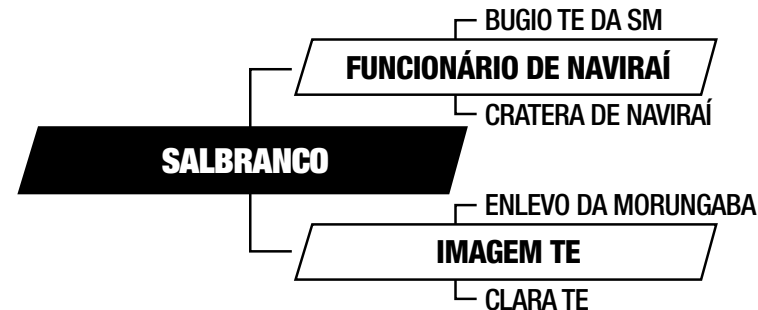 BUGIO TE DA SM
FUNCIONÁRIO DE NAVIRAÍ
CRATERA DE NAVIRAÍ
SALBRANCO
ENLEVO DA MORUNGABA
IMAGEM TE
CLARA TE